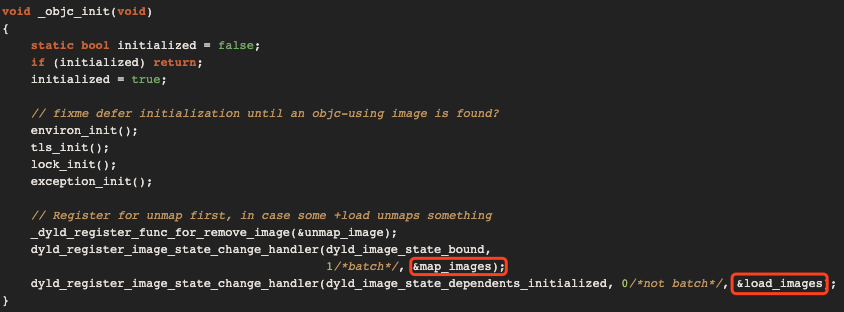 void _objc_init(void)
{
    static bool initialized = false;
    if (initialized) return;
    initialized = true;

    // fixme defer initialization until an objc-using image is found?
    environ_init();
    tls_init();
    lock_init();
    exception_init();

    // Register for unmap first, in case some +load unmaps something
    _dyld_register_func_for_remove_image(&unmap_image);
    dyld_register_image_state_change_handler(dyld_image_state_bound,
                                             1/*batch*/, &map_images);
    dyld_register_image_state_change_handler(dyld_image_state_dependents_initialized, 0/*not batch*/, &load_images);
}